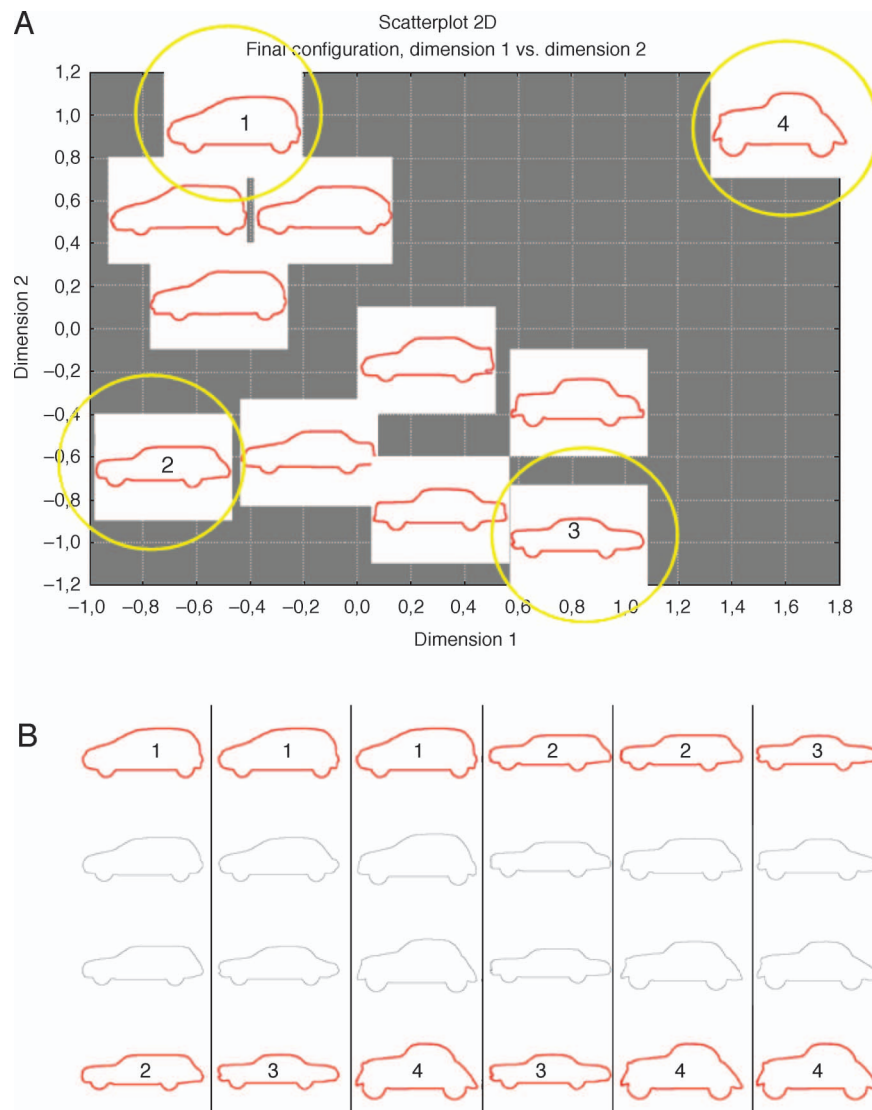 A
Scatterplot 2D
Final configuration, dimension 1 vs. dimension 2
1,2
1,0
0,8
0,6
0,4
0,2
0,0
−0,2
−0,4
−0,6
−0,8
−1,0
−1,2
Dimension 2
1
4
2
3
−1,0 −0,8 −0,6 −0,4 −0,2 0,0 0,2 0,4 0,6 0,8 1,0 1,2 1,4 1,6 1,8
Dimension 1
B
1 1 1 2 2 3
2 3 4 3 4 4